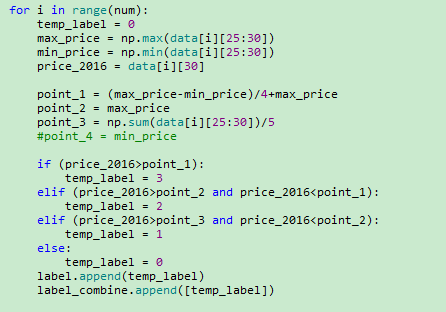 for i in range(num):
    temp_label = 0
    max_price = np.max(data[i][25:30])
    min_price = np.min(data[i][25:30])
    price_2016 = data[i][30]

    point_1 = (max_price-min_price)/4+max_price
    point_2 = max_price
    point_3 = np.sum(data[i][25:30])/5
    #point_4 = min_price

    if (price_2016>point_1):
        temp_label = 3
    elif (price_2016>point_2 and price_2016<point_1):
        temp_label = 2
    elif (price_2016>point_3 and price_2016<point_2):
        temp_label = 1
    else:
        temp_label = 0
    label.append(temp_label)
    label_combine.append([temp_label])